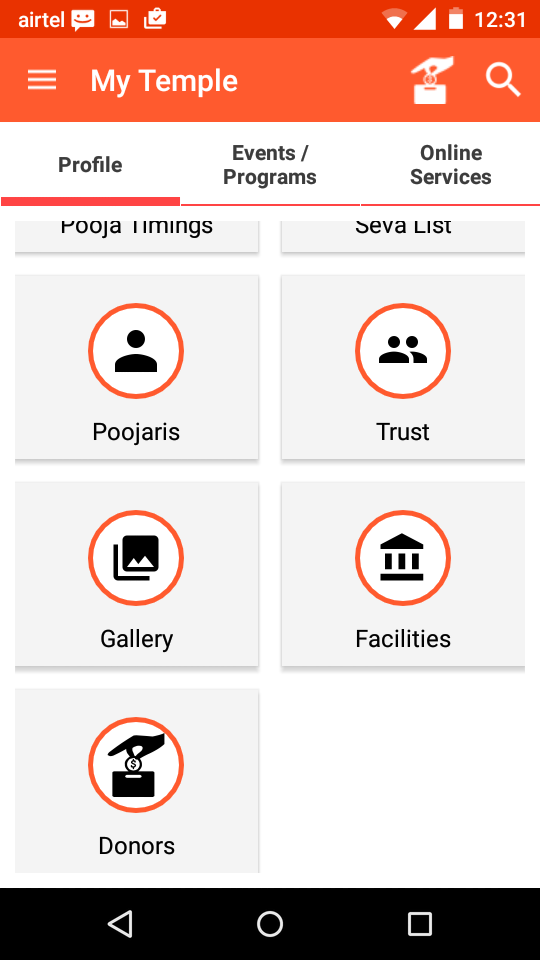 airtel 12:31
My Temple
Profile
Events /
Programs
Online
Services
Pooja Timings
Seva List
Poojaris
Trust
Gallery
Facilities
$
Donors